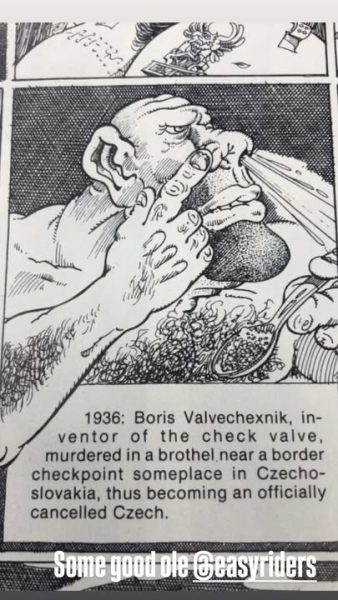 1936: Boris Valvechexnik, in-
ventor of the check valve,
murdered in a brothel near a border
checkpoint someplace in Czecho-
slovakia, thus becoming an officially
cancelled Czech.
Some good ole @easyriders